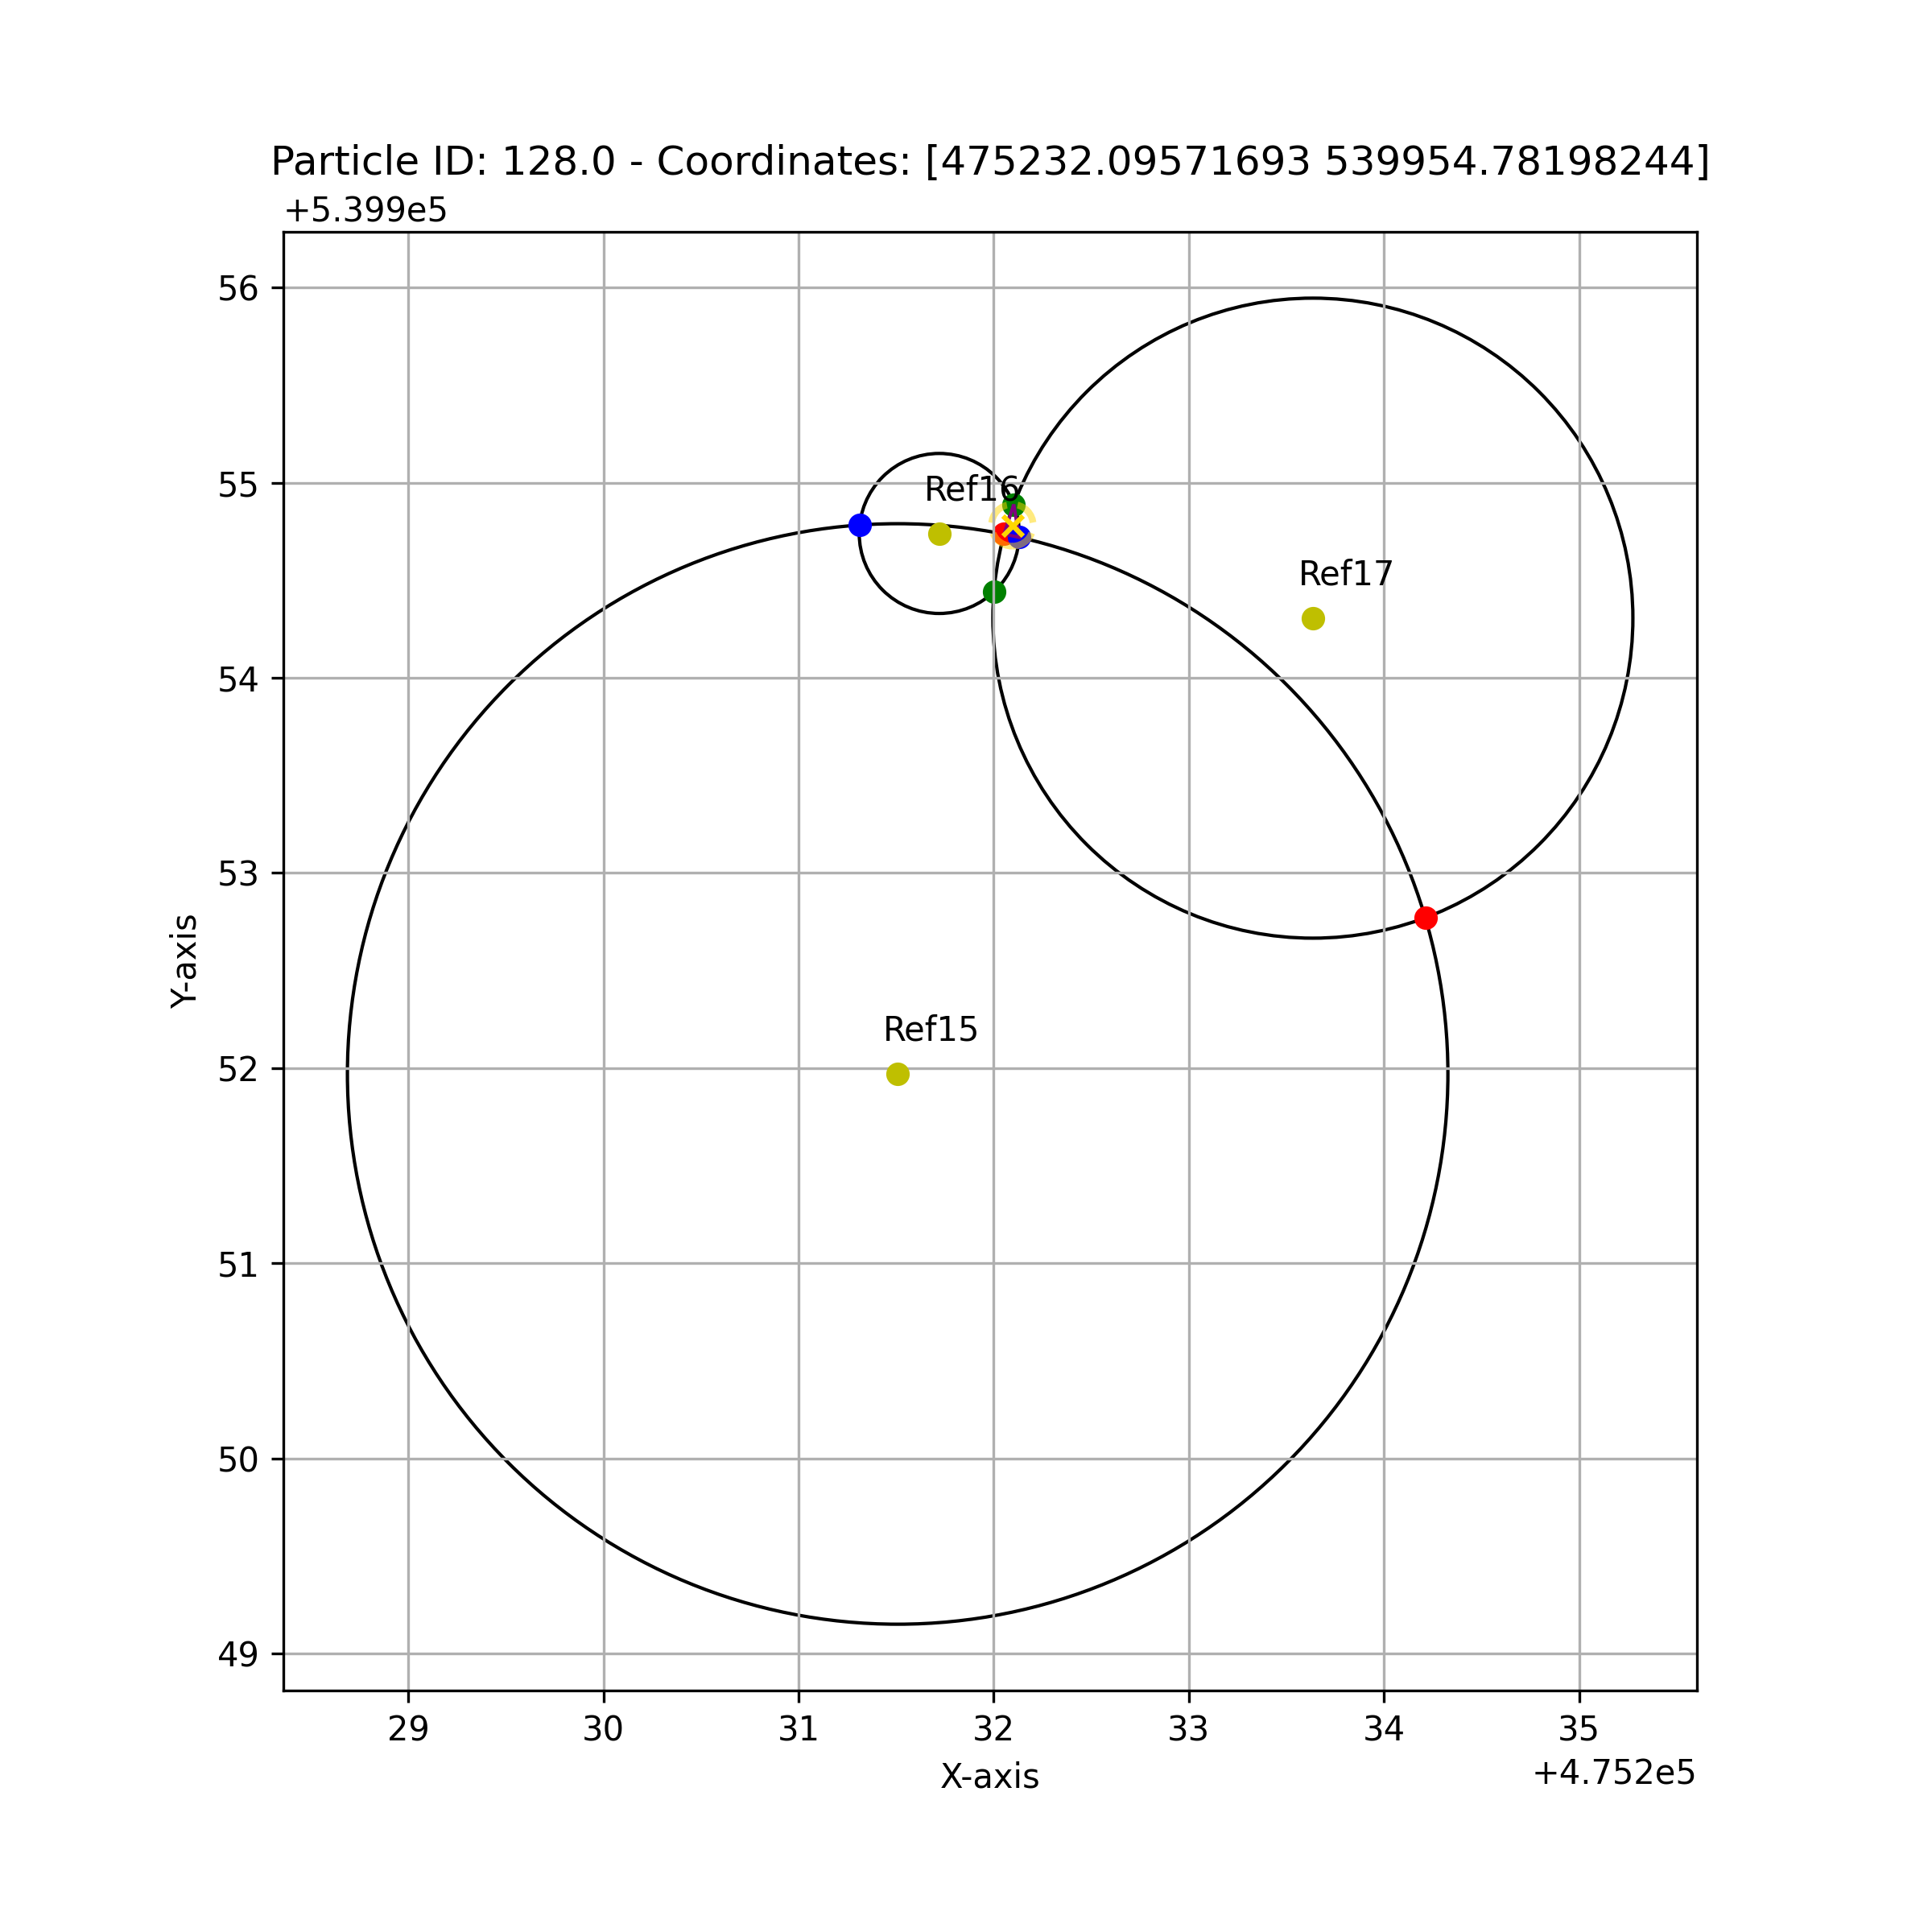 Particle ID: 128.0 - Coordinates: [475232.09571693 539954.78198244]
+5.399e5
56
55
Ref16
Ref17
54
53
Y-axis
Ref15
52
51
50
49
29 30 31 32 33 34 35
X-axis
+4.752e5